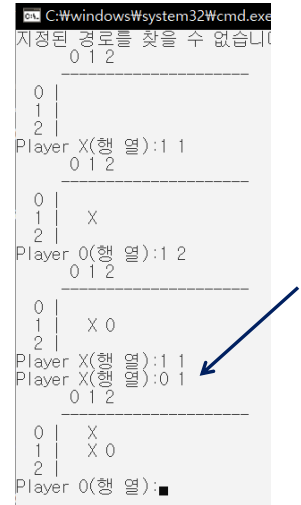 C:₩windows₩system32₩cmd.exe
지정된 경로를 찾을 수 없습니다
0 1 2
--------------------
0 |
1 |
2 |
Player X(행 열):1 1
0 1 2
--------------------
0 |
1 | X
2 |
Player O(행 열):1 2
0 1 2
--------------------
0 |
1 | X O
2 |
Player X(행 열):1 1
Player X(행 열):0 1
0 1 2
--------------------
0 | X
1 | X O
2 |
Player O(행 열):